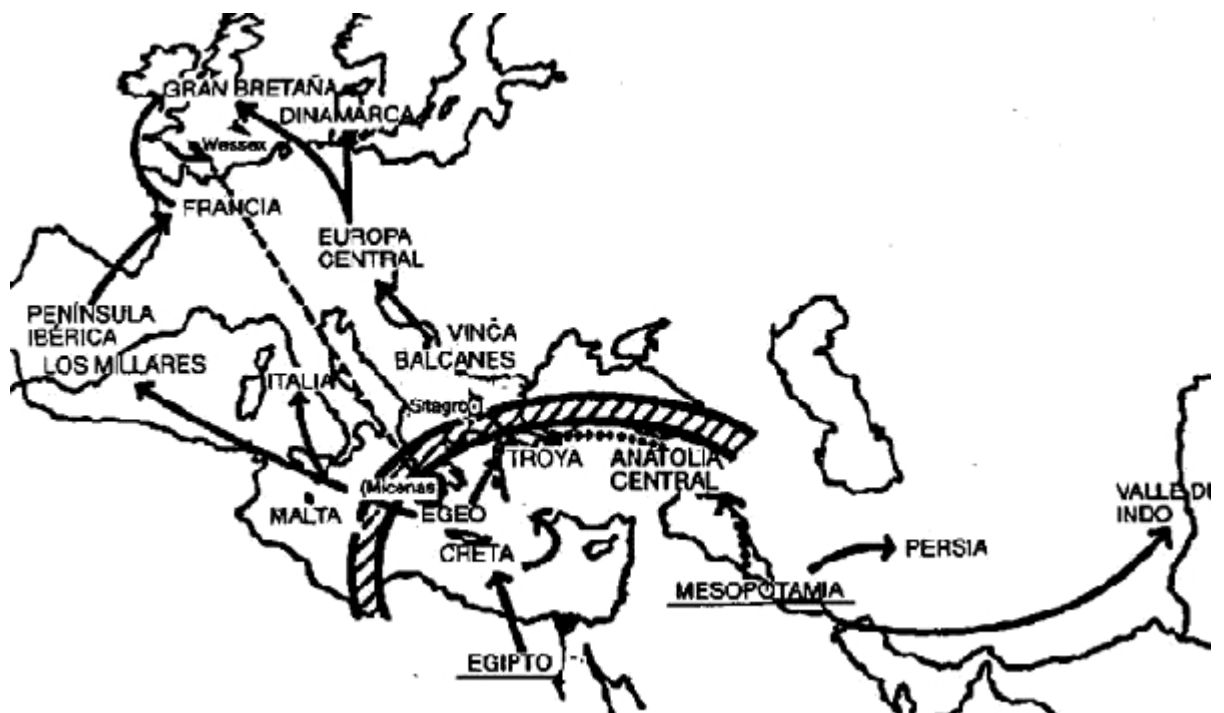 GRAN BRETAÑA
DINAMARCA
Wessex
FRANCIA
EUROPA
CENTRAL
PENÍNSULA
IBÉRICA
VINČA
BALCANES
LOS MILLARES
ITALIA
Sitagroi
TROYA
ANATOLIA
CENTRAL
(Micenas)
MALTA
EGEO
CRETA
VALLE DE
INDO
PERSIA
MESOPOTAMIA
EGIPTO